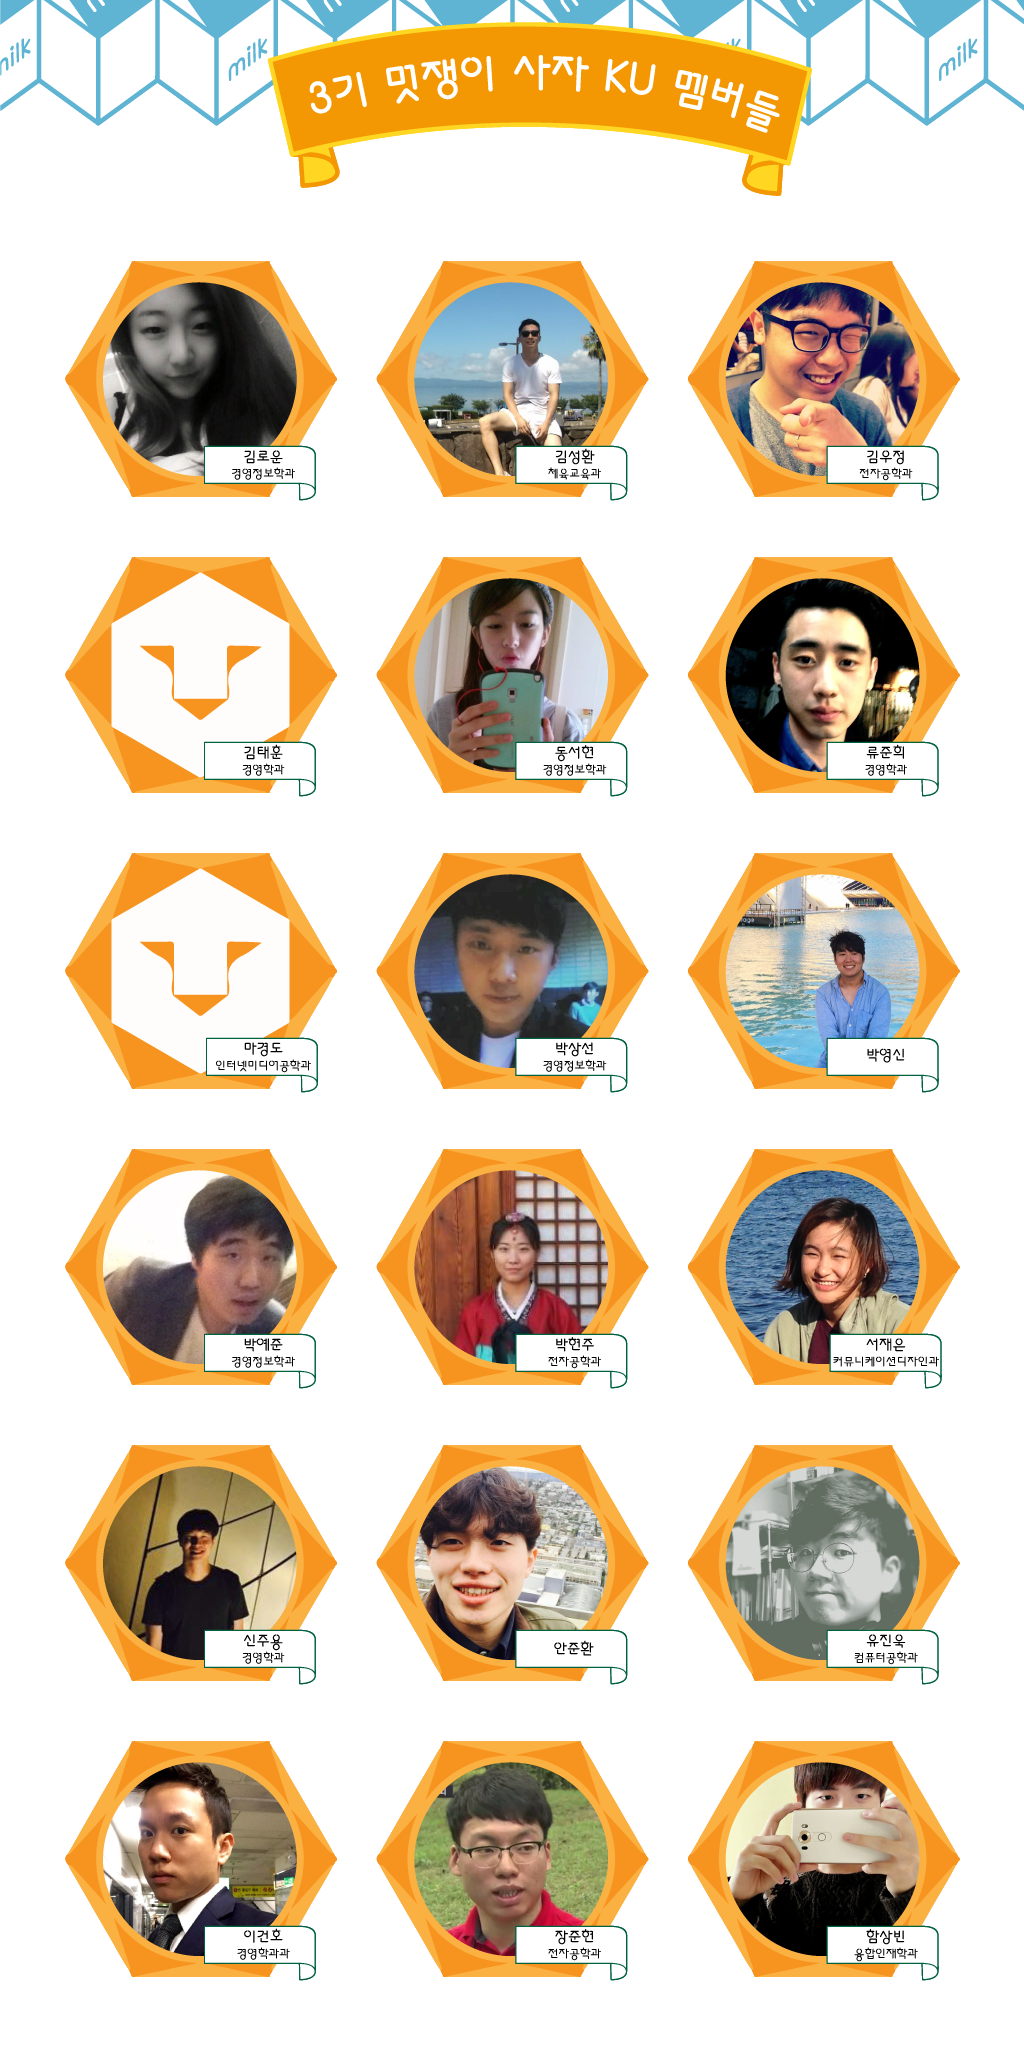 milk
milk
milk
3기 멋쟁이 사자 KU 멤버들
김로운
경영정보학과
김성환
체육교육과
김우정
전자공학과
김태훈
경영학과
동서현
경영정보학과
류준희
경영학과
마경도
인터넷미디어공학과
박상선
경영정보학과
박영신
박예준
경영정보학과
박현주
전자공학과
서재은
커뮤니케이션디자인과
신주용
경영학과
안준환
유진욱
컴퓨터공학과
이건호
경영학과과
장준현
전자공학과
함상빈
융합인재학과